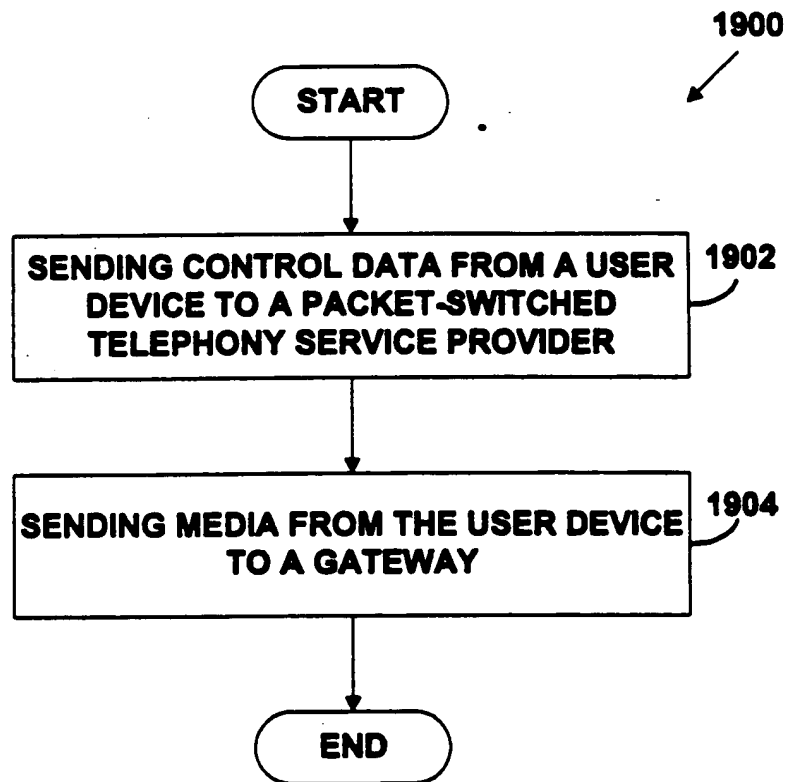 1900
START
SENDING CONTROL DATA FROM A USER
DEVICE TO A PACKET-SWITCHED
TELEPHONY SERVICE PROVIDER
1902
SENDING MEDIA FROM THE USER DEVICE
TO A GATEWAY
1904
END